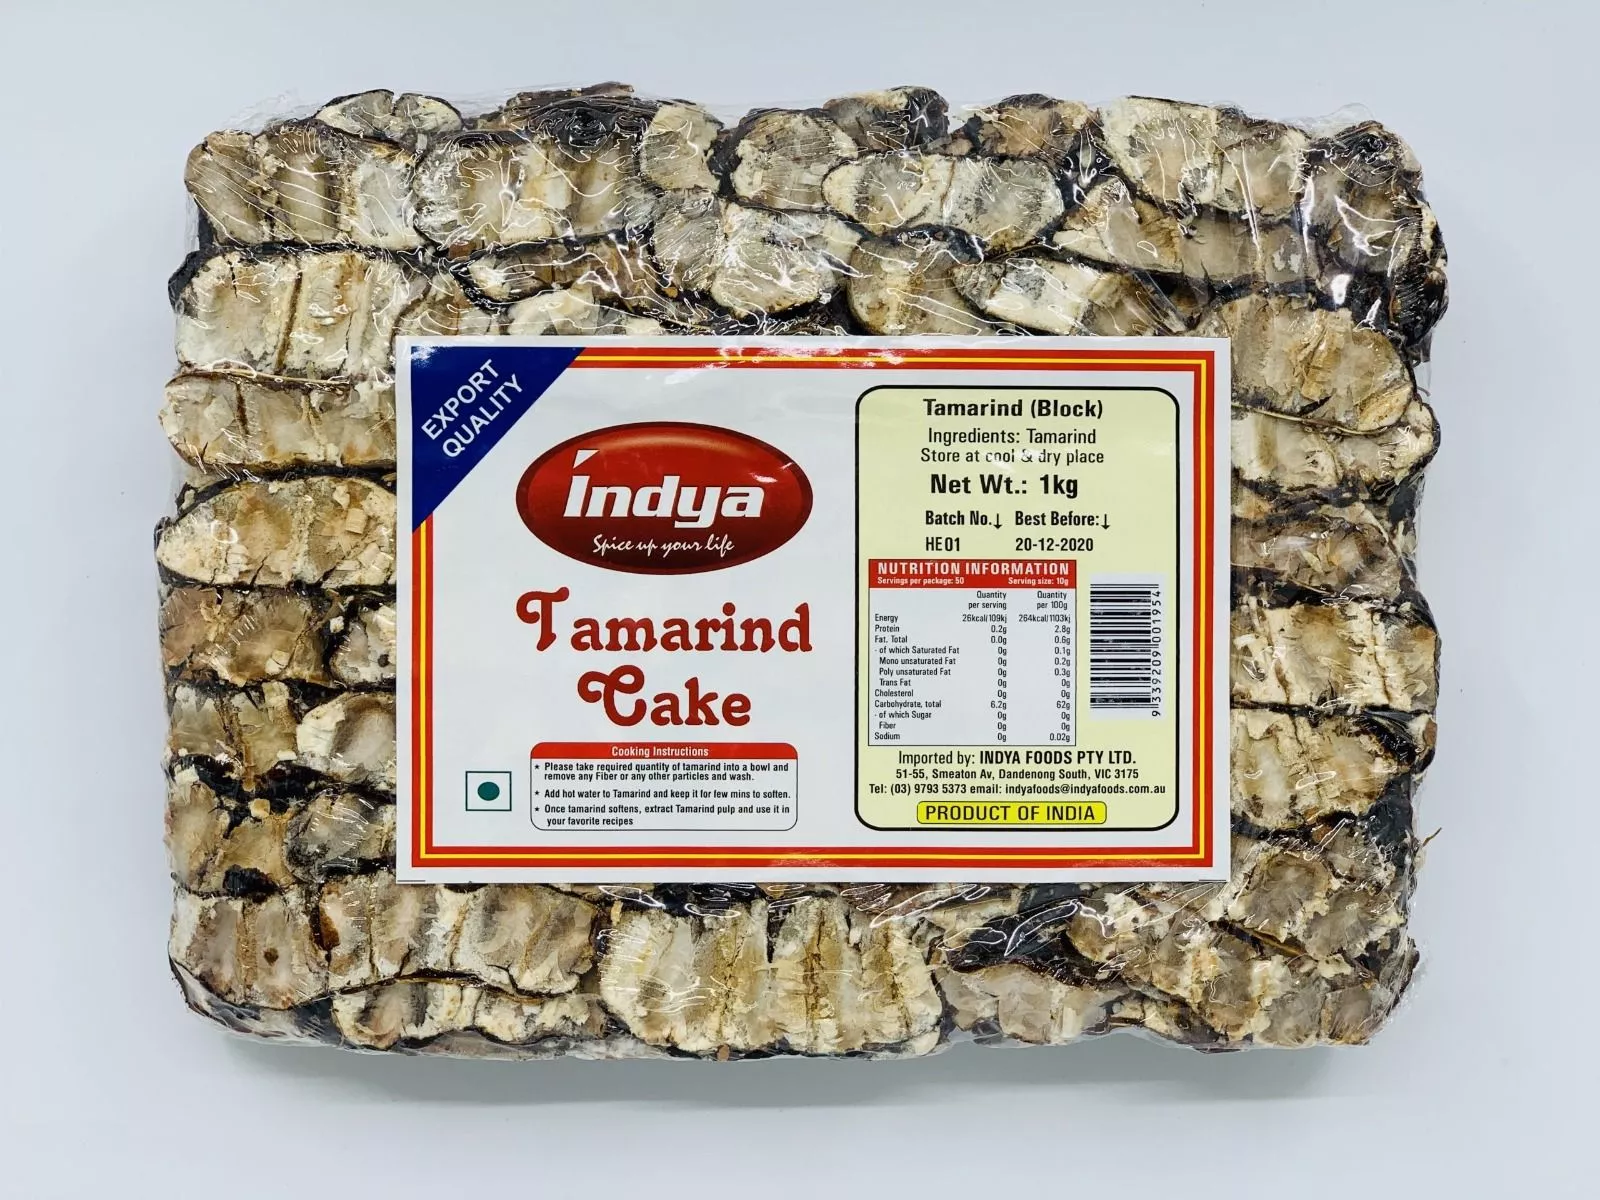 EXPORT
QUALITY
índya
Spice up your life
Tamarind
Cake
Cooking Instructions
★ Please take required quantity of tamarind into a bowl and
remove any Fiber or any other particles and wash.
★ Add hot water to Tamarind and keep it for few mins to soften.
★ Once tamarind softens, extract Tamarind pulp and use it in
your favorite recipes
Tamarind (Block)
Ingredients: Tamarind
Store at cool & dry place
Net Wt.: 1kg
Batch No.↓ Best Before:↓
HE01 20-12-2020
NUTRITION INFORMATION
Servings per package: 50 Serving size: 10g
Quantity per serving Quantity per 100g
Energy 26kcal/109kj 264kcal/1103kj
Protein 0.2g 2.8g
Fat. Total 0.0g 0.6g
- of which Saturated Fat 0g 0.1g
Mono unsaturated Fat 0g 0.2g
Poly unsaturated Fat 0g 0.3g
Trans Fat 0g 0g
Cholesterol 0g 0g
Carbohydrate, total 6.2g 62g
- of which Sugar 0g 0g
Fiber 0g 0g
Sodium 0g 0.02g
9 339209 001954
Imported by: INDYA FOODS PTY LTD.
51-55, Smeaton Av, Dandenong South, VIC 3175
Tel: (03) 9793 5373 email: indyafoods@indyafoods.com.au
PRODUCT OF INDIA